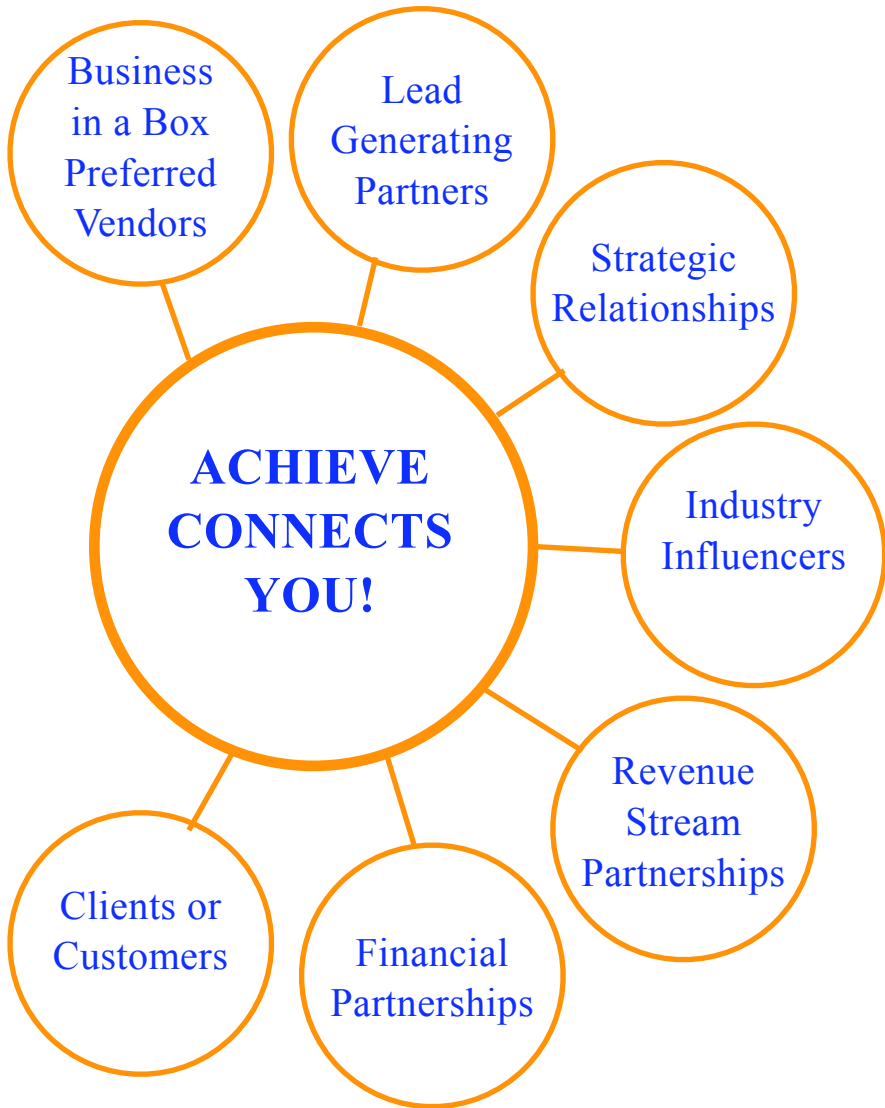 Business
in a Box
Preferred
Vendors
Lead
Generating
Partners
Strategic
Relationships
ACHIEVE
CONNECTS
YOU!
Industry
Influencers
Revenue
Stream
Partnerships
Clients or
Customers
Financial
Partnerships